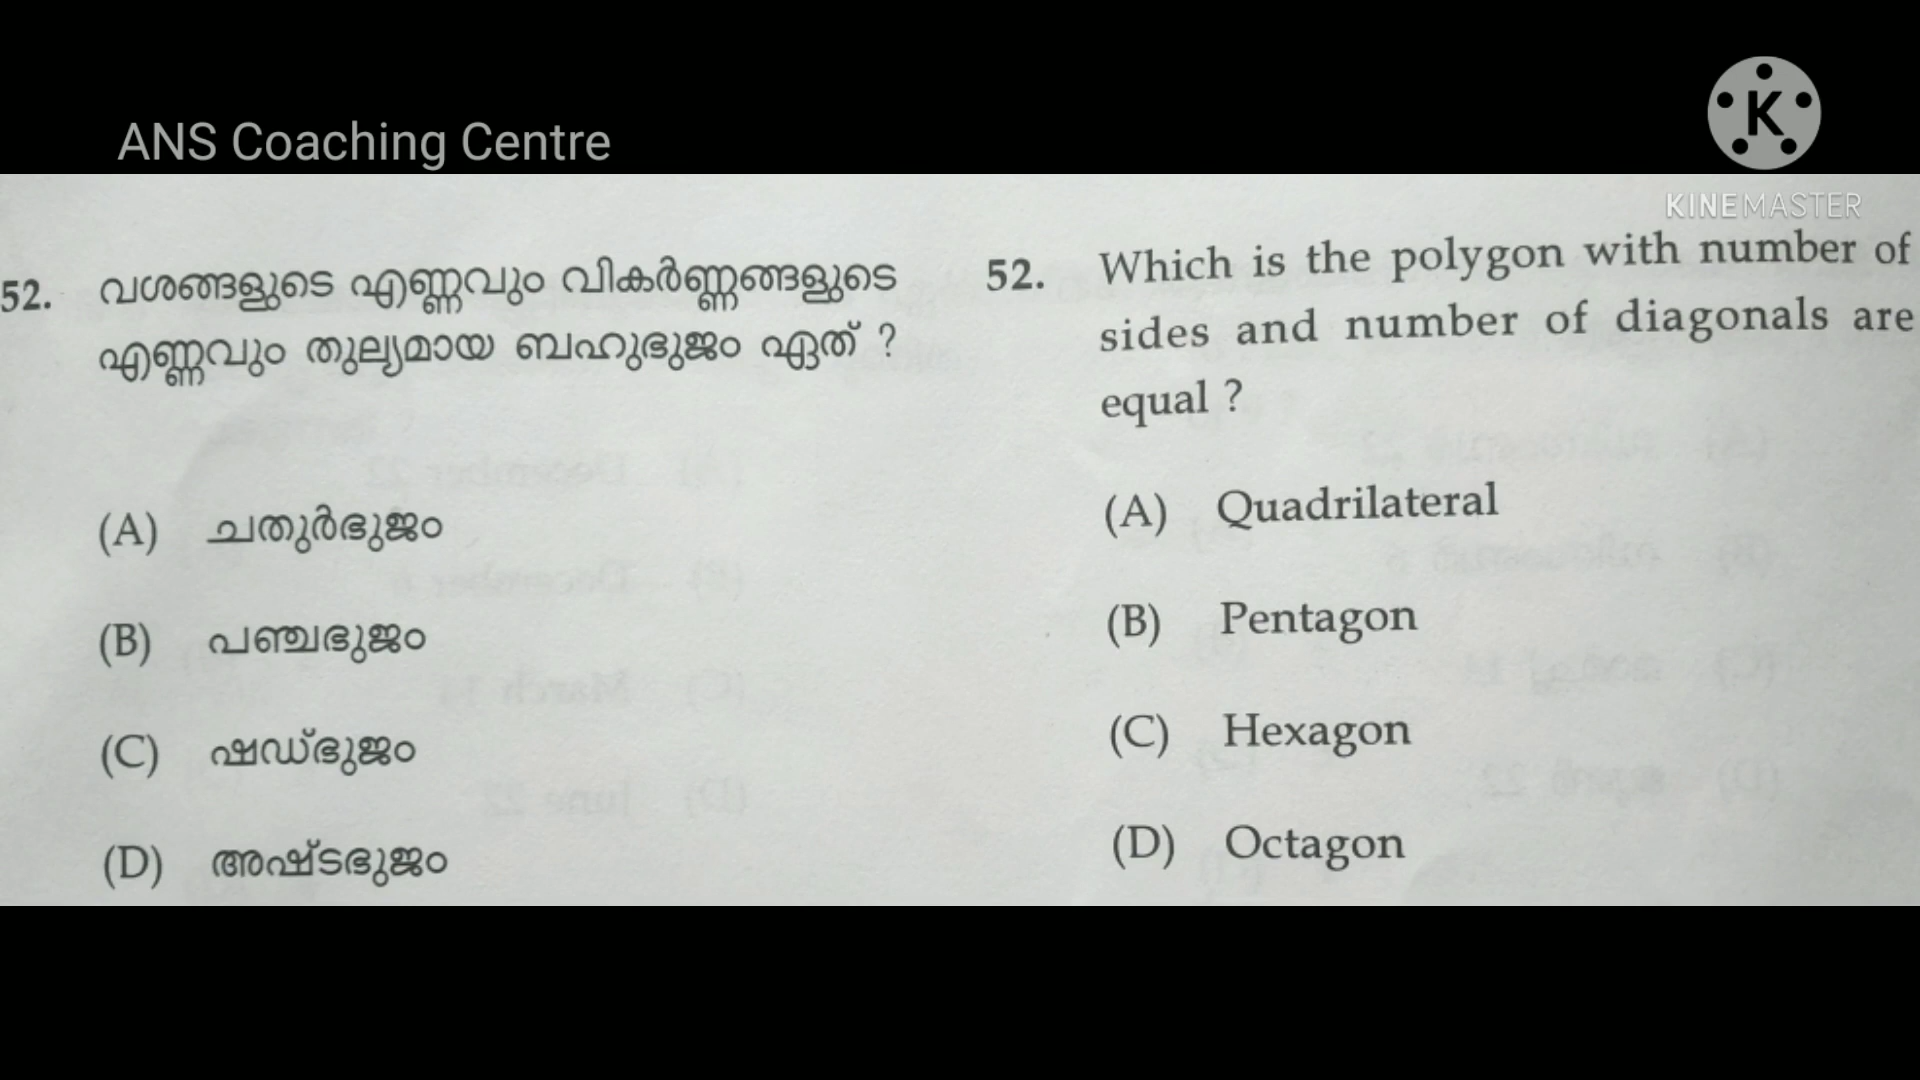 ANS Coaching Centre
K
KINEMASTER
52. വശങ്ങളുടെ എണ്ണവും വികർണ്ണങ്ങളുടെ
എണ്ണവും തുല്യമായ ബഹുഭുജം ഏത് ?
(A) ചതുർഭുജം
(B) പഞ്ചഭുജം
(C) ഷഡ്ഭുജം
(D) അഷ്ടഭുജം
52. Which is the polygon with number of
sides and number of diagonals are
equal ?
(A) Quadrilateral
(B) Pentagon
(C) Hexagon
(D) Octagon